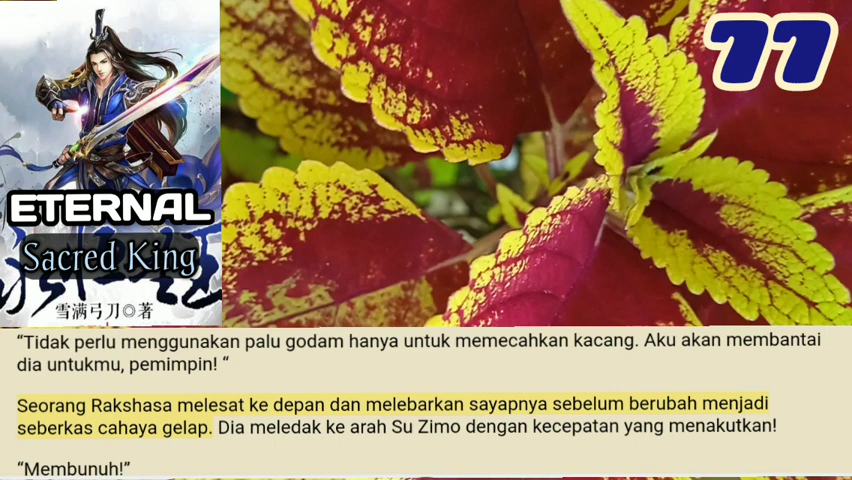 77
ETERNAL
Sacred King
雪满弓刀◎著
“Tidak perlu menggunakan palu godam hanya untuk memecahkan kacang. Aku akan membantai
dia untukmu, pemimpin! “
Seorang Rakshasa melesat ke depan dan melebarkan sayapnya sebelum berubah menjadi
seberkas cahaya gelap. Dia meledak ke arah Su Zimo dengan kecepatan yang menakutkan!
“Membunuh!”